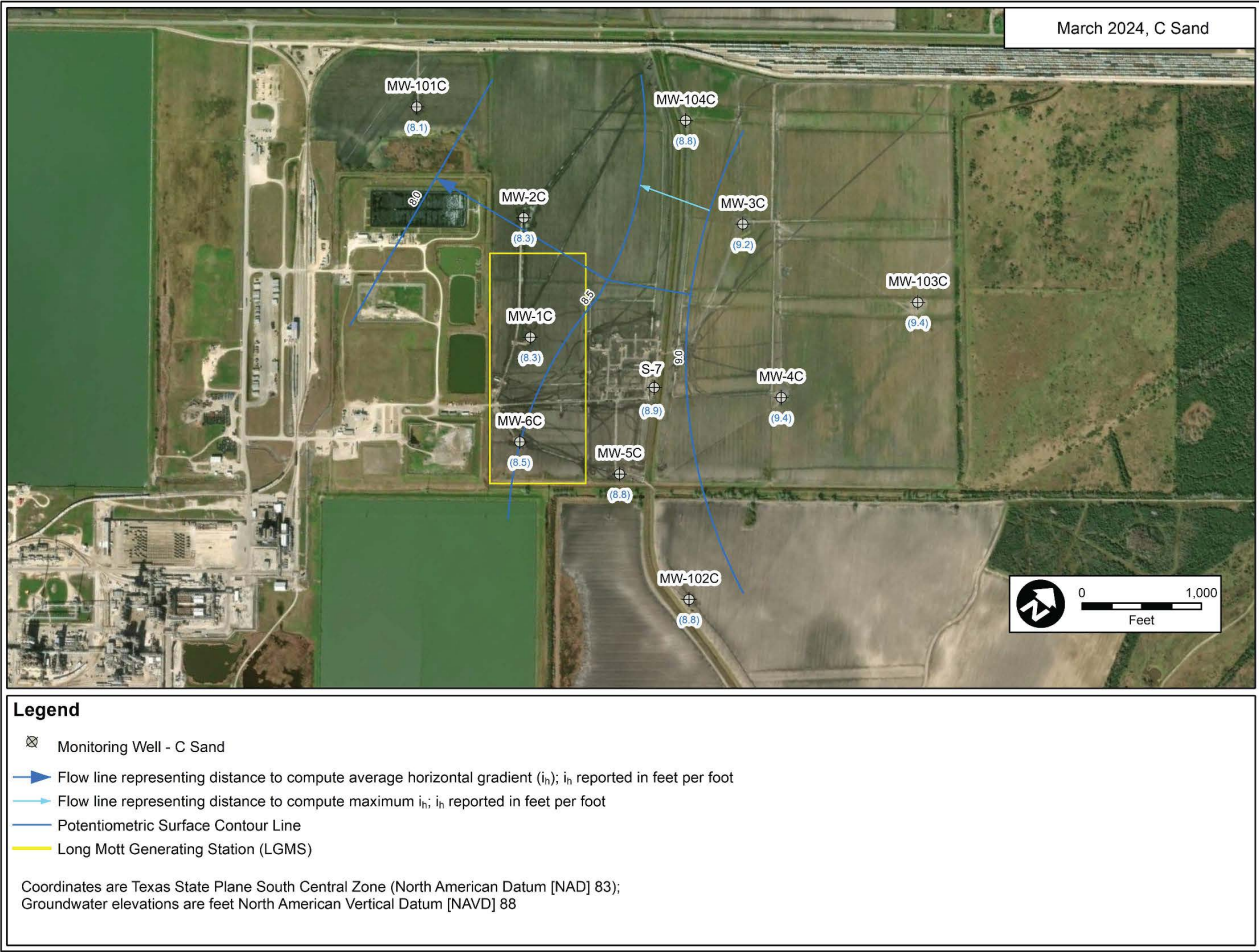 March 2024, C Sand
MW-101C
(8.1)
MW-104C
(8.8)
8.0
MW-2C
(8.3)
MW-3C
(9.2)
MW-103C
(9.4)
8.5
MW-1C
(8.3)
9.0
S-7
(8.9)
MW-4C
(9.4)
MW-6C
(8.5)
MW-5C
(8.8)
MW-102C
(8.8)
N
0 1,000
Feet
Legend
Monitoring Well - C Sand
Flow line representing distance to compute average horizontal gradient (ih); ih reported in feet per foot
Flow line representing distance to compute maximum ih; ih reported in feet per foot
Potentiometric Surface Contour Line
Long Mott Generating Station (LGMS)
Coordinates are Texas State Plane South Central Zone (North American Datum [NAD] 83);
Groundwater elevations are feet North American Vertical Datum [NAVD] 88